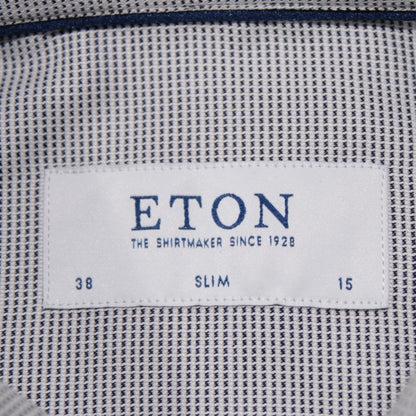 ETON
THE SHIRTMAKER SINCE 1928
38 SLIM 15